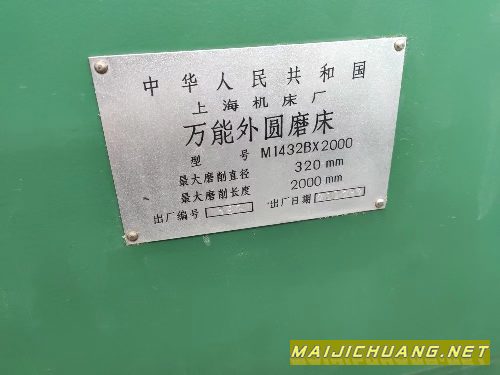 中华人民共和国
上海机床厂
万能外圆磨床
型号 M1432BX2000
最大磨削直径 320 mm
最大磨削长度 2000 mm
出厂编号 出厂日期
MAIJICHUANG.NET